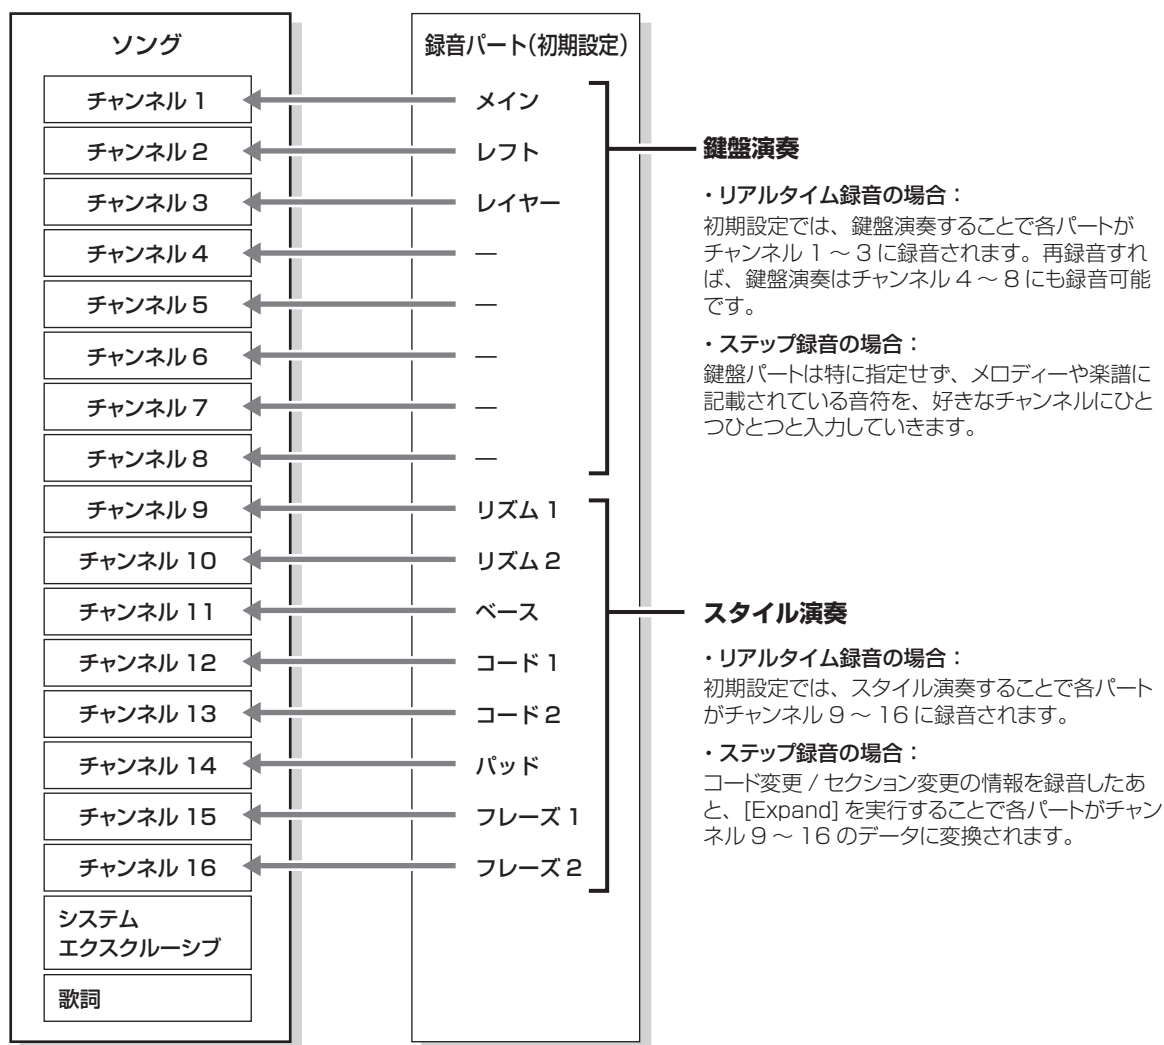 ソング
チャンネル 1
チャンネル 2
チャンネル 3
チャンネル 4
チャンネル 5
チャンネル 6
チャンネル 7
チャンネル 8
チャンネル 9
チャンネル 10
チャンネル 11
チャンネル 12
チャンネル 13
チャンネル 14
チャンネル 15
チャンネル 16
システム
エクスクルーシブ
歌詞
録音パート(初期設定)
メイン
レフト
レイヤー
—
—
—
—
—
リズム 1
リズム 2
ベース
コード 1
コード 2
パッド
フレーズ 1
フレーズ 2
鍵盤演奏
・リアルタイム録音の場合：
初期設定では、鍵盤演奏することで各パートが
チャンネル 1 ～ 3 に録音されます。再録音すれ
ば、鍵盤演奏はチャンネル 4 ～ 8 にも録音可能
です。
・ステップ録音の場合：
鍵盤パートは特に指定せず、メロディーや楽譜に
記載されている音符を、好きなチャンネルにひと
つひとつと入力していきます。
スタイル演奏
・リアルタイム録音の場合：
初期設定では、スタイル演奏することで各パート
がチャンネル 9 ～ 16 に録音されます。
・ステップ録音の場合：
コード変更 / セクション変更の情報を録音したあ
と、[Expand] を実行することで各パートがチャン
ネル 9 ～ 16 のデータに変換されます。